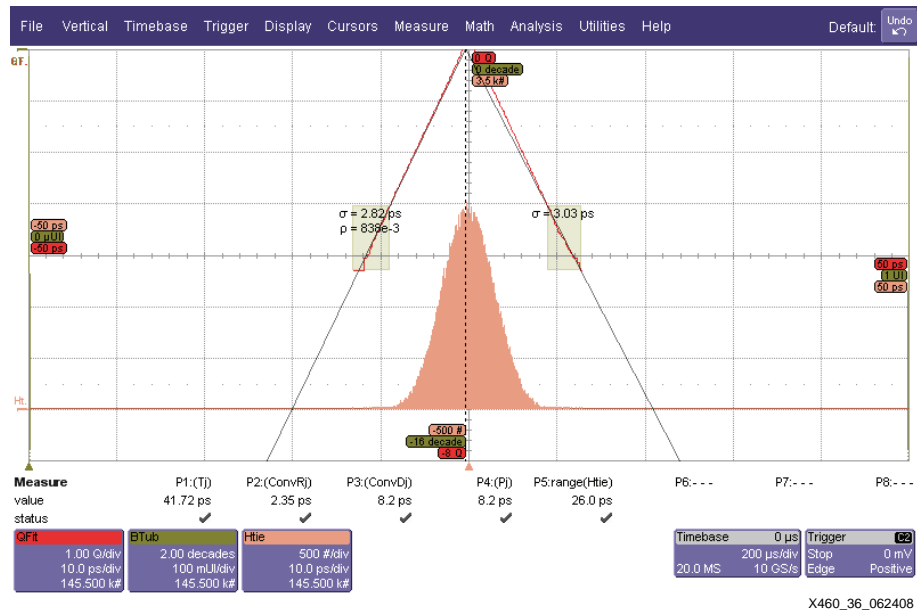 File Vertical Timebase Trigger Display Cursors Measure Math Analysis Utilities Help Default: Undo
QF.
0 Q
0 decade
3.5 k#
σ = 2.82 ps
ρ = 838e-3
σ = 3.03 ps
-50 ps
0 µUI
-50 ps
50 ps
1 UI
50 ps
Ht.
-500 #
-16 decade
-8 Q
Measure P1:(Tj) P2:(ConvRj) P3:(ConvDj) P4:(Pj) P5:range(Htie) P6:- - - P7:- - - P8:- - -
value 41.72 ps 2.35 ps 8.2 ps 8.2 ps 26.0 ps
status
QFit
1.00 Q/div
10.0 ps/div
145.500 k#
BTub
2.00 decades
100 mUI/div
145.500 k#
Htie
500 #/div
10.0 ps/div
145.500 k#
Timebase 0 µs
200 µs/div
20.0 MS 10 GS/s
Trigger C2
Stop 0 mV
Edge Positive
X460_36_062408